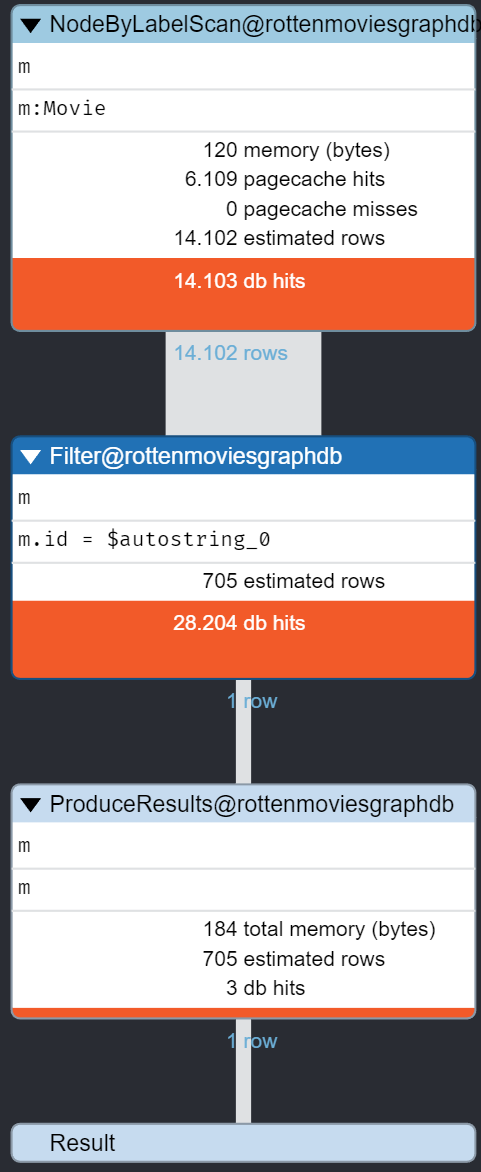 NodeByLabelScan@rottenmoviesgraphdb
m
m:Movie
120 memory (bytes)
6.109 pagecache hits
0 pagecache misses
14.102 estimated rows
14.103 db hits
14.102 rows
Filter@rottenmoviesgraphdb
m
m.id = $autostring_0
705 estimated rows
28.204 db hits
1 row
ProduceResults@rottenmoviesgraphdb
m
m
184 total memory (bytes)
705 estimated rows
3 db hits
1 row
Result